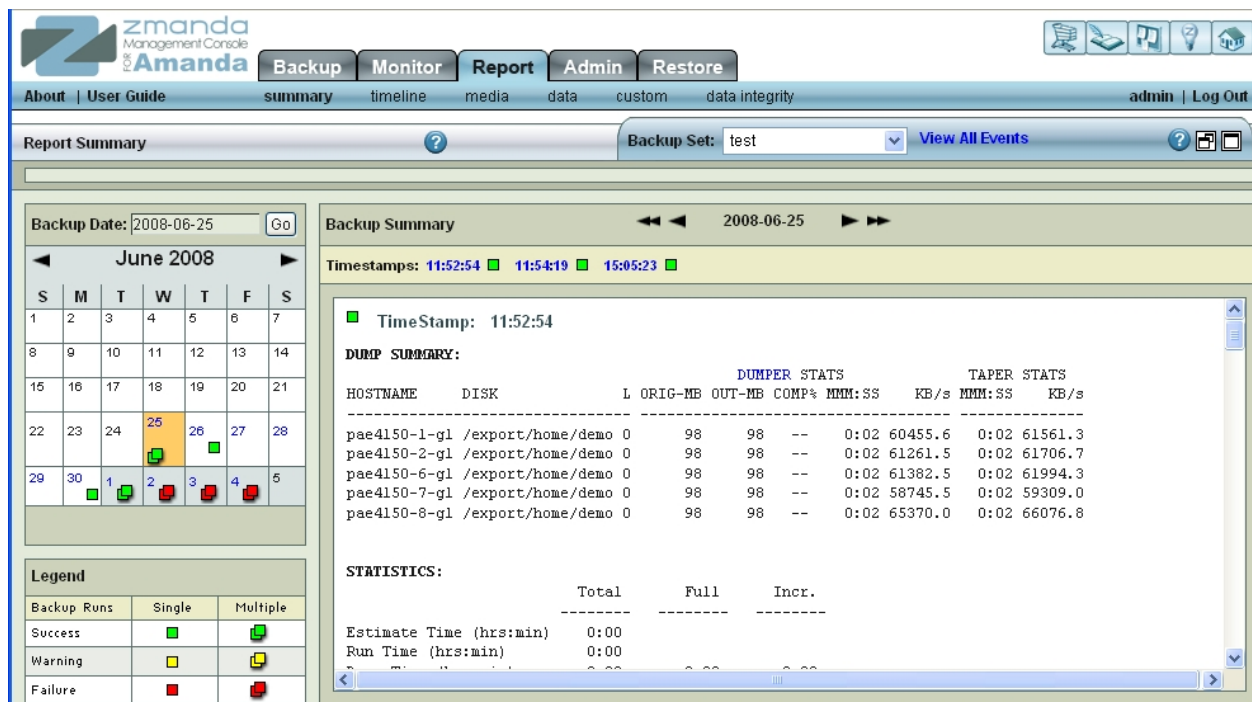 zmanda
Management Console
FOR Amanda
Backup Monitor Report Admin Restore
About | User Guide summary timeline media data custom data integrity admin | Log Out
Report Summary ? Backup Set: test View All Events ?
Backup Date: 2008-06-25 Go
June 2008
S M T W T F S
1 2 3 4 5 6 7
8 9 10 11 12 13 14
15 16 17 18 19 20 21
22 23 24 25 26 27 28
29 30 1 2 3 4 5
Legend
Backup Runs Single Multiple
Success
Warning
Failure
Backup Summary 2008-06-25
Timestamps: 11:52:54 11:54:19 15:05:23
TimeStamp: 11:52:54
DUMP SUMMARY:
DUMPER STATS TAPER STATS
HOSTNAME DISK L ORIG-MB OUT-MB COMP% MMM:SS KB/s MMM:SS KB/s
pae4150-1-gl /export/home/demo 0 98 98 -- 0:02 60455.6 0:02 61561.3
pae4150-2-gl /export/home/demo 0 98 98 -- 0:02 61261.5 0:02 61706.7
pae4150-6-gl /export/home/demo 0 98 98 -- 0:02 61382.5 0:02 61994.3
pae4150-7-gl /export/home/demo 0 98 98 -- 0:02 58745.5 0:02 59309.0
pae4150-8-gl /export/home/demo 0 98 98 -- 0:02 65370.0 0:02 66076.8
STATISTICS:
Total Full Incr.
-------- -------- --------
Estimate Time (hrs:min) 0:00
Run Time (hrs:min) 0:00